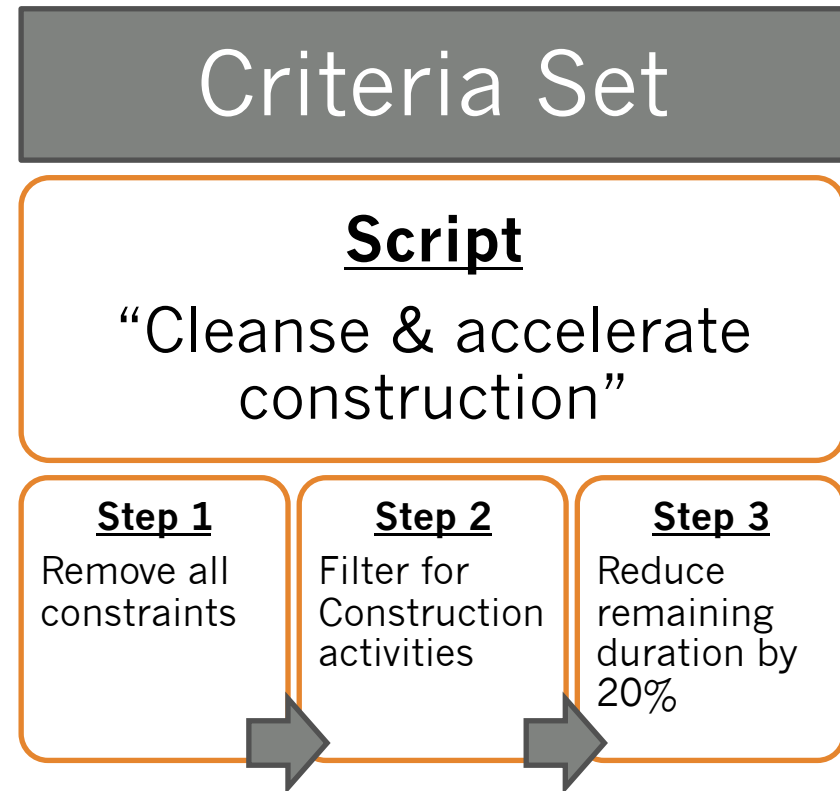 Criteria Set
Script
“Cleanse & accelerate
construction”
Step 1
Remove all
constraints
Step 2
Filter for
Construction
activities
Step 3
Reduce
remaining
duration by
20%